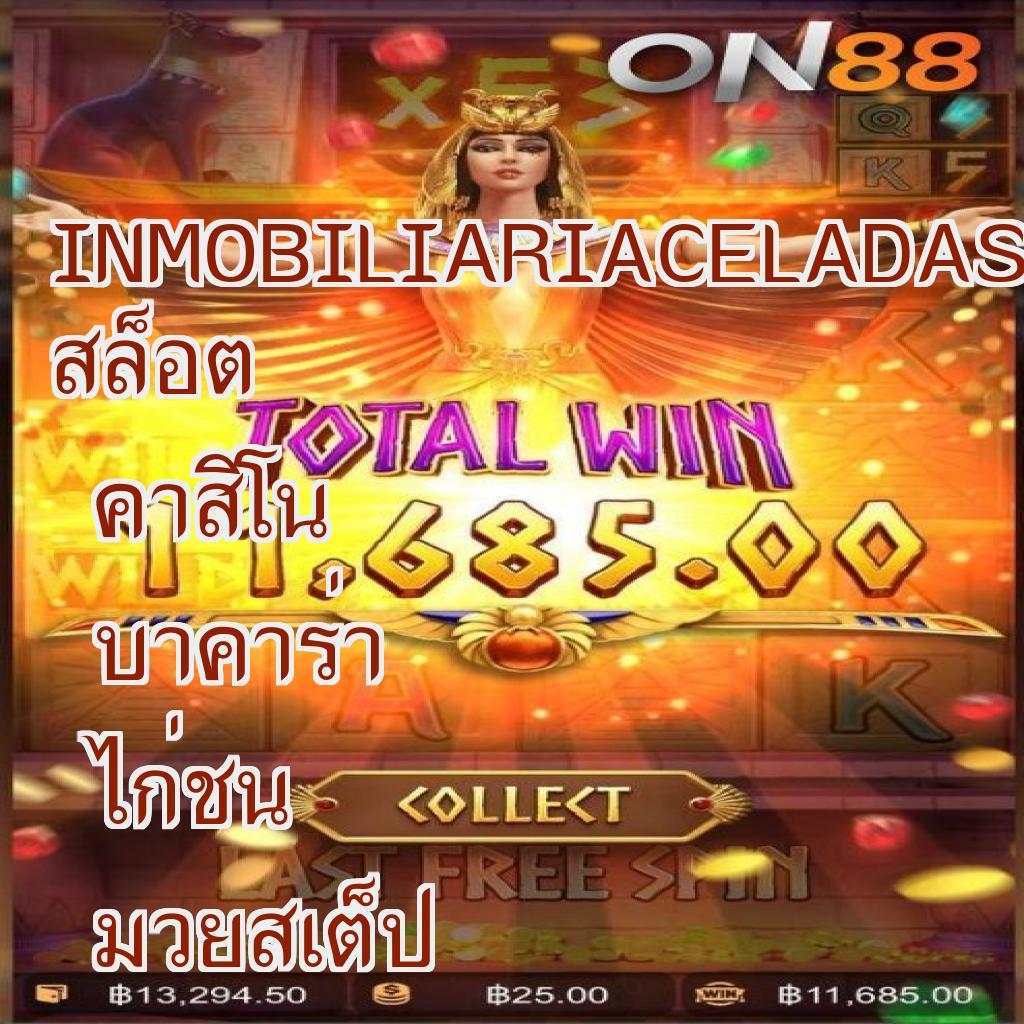 ON88
x53
Q
K
INMOBILIARIACELADAS
สล็อต
TOTAL WIN
คาสิโน
11,685.00
บาคาร่า
A K
ไก่ชน
COLLECT
LAST FREE SPIN
มวยสเต็ป
฿13,294.50 ฿25.00 WIN ฿11,685.00